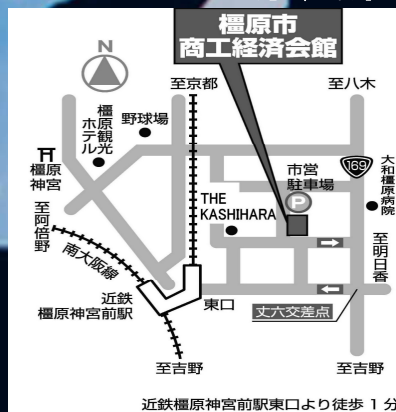 橿原市
商工経済会館
N
至京都
至八木
橿原観光
ホテル
野球場
橿原
神宮
市営
駐車場
P
169
大和橿原病院
THE
KASHIHARA
至阿倍野
南大阪線
至明日香
近鉄
橿原神宮前駅
東口
丈六交差点
至吉野
至吉野
近鉄橿原神宮前駅東口より徒歩1分